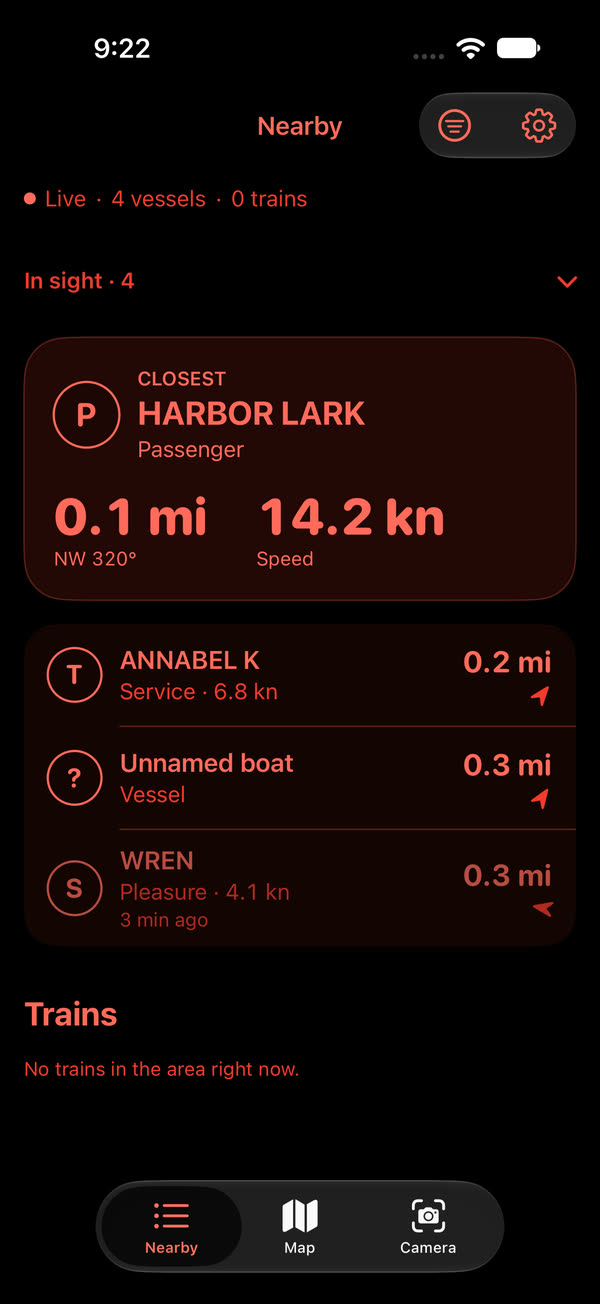 9:22
Nearby
Live · 4 vessels · 0 trains
In sight · 4
P
CLOSEST
HARBOR LARK
Passenger
0.1 mi
14.2 kn
NW 320°
Speed
T
ANNABEL K
Service · 6.8 kn
0.2 mi
?
Unnamed boat
Vessel
0.3 mi
S
WREN
Pleasure · 4.1 kn
3 min ago
0.3 mi
Trains
No trains in the area right now.
Nearby
Map
Camera